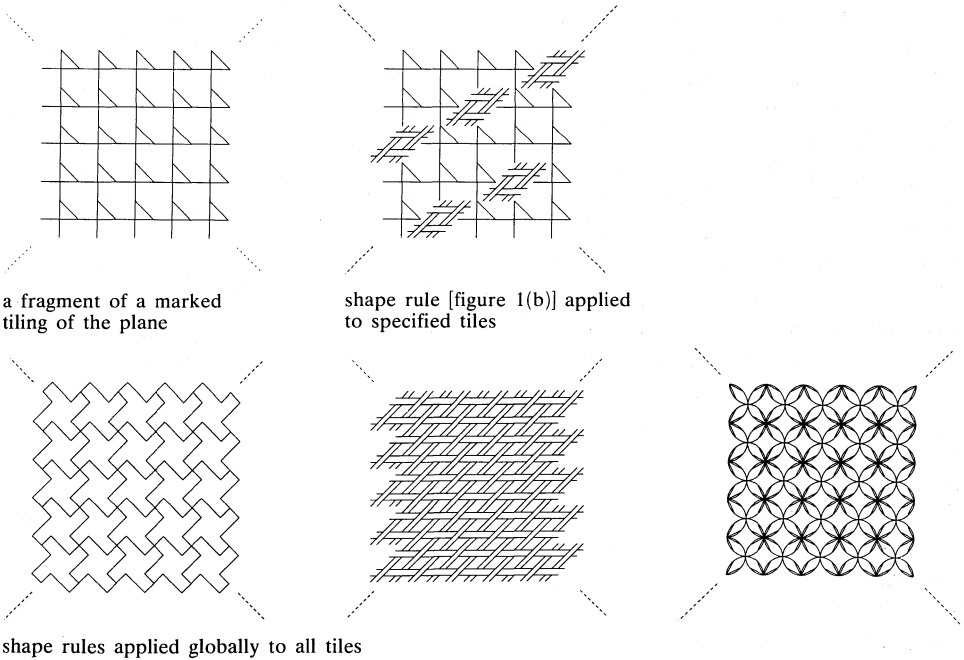 a fragment of a marked
tiling of the plane
shape rule [figure 1(b)] applied
to specified tiles
shape rules applied globally to all tiles